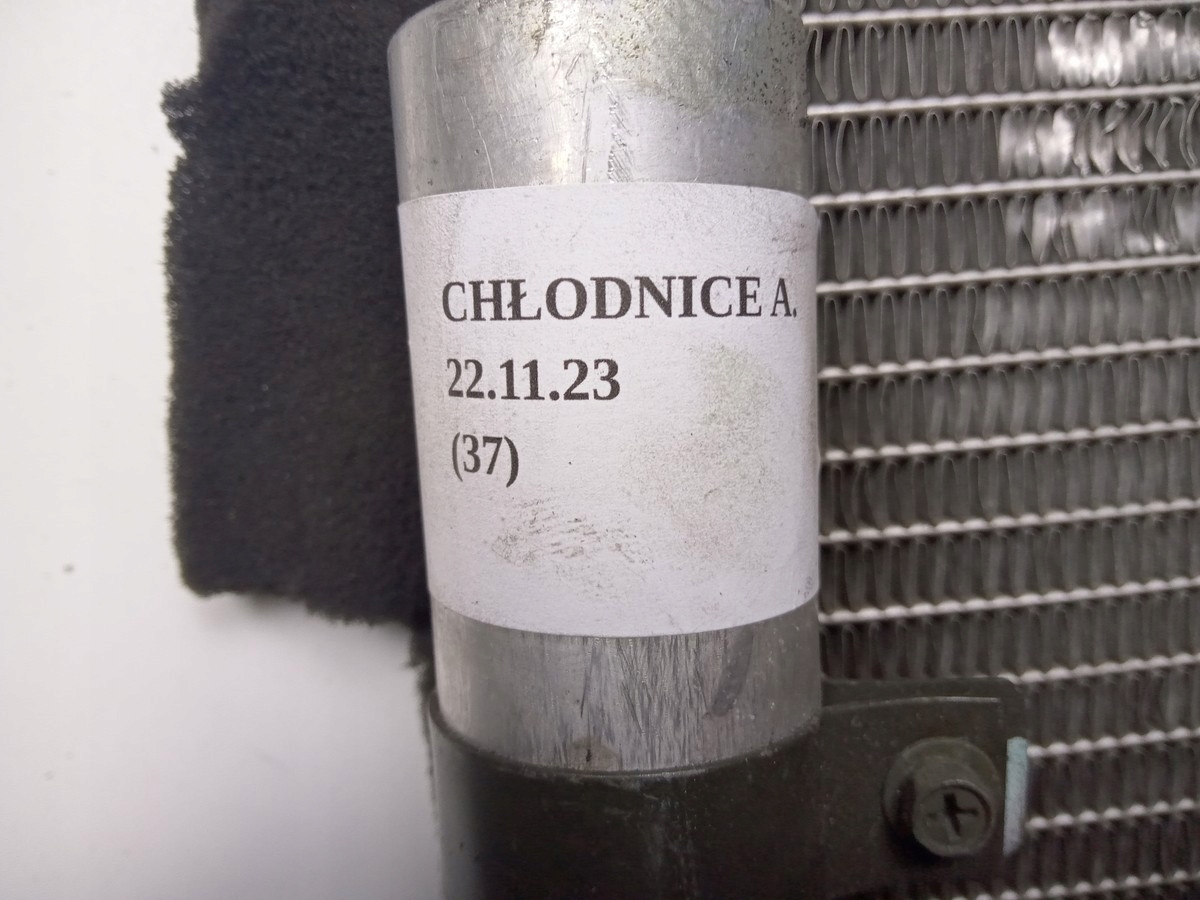 CHŁODNICE A.
22.11.23
(37)